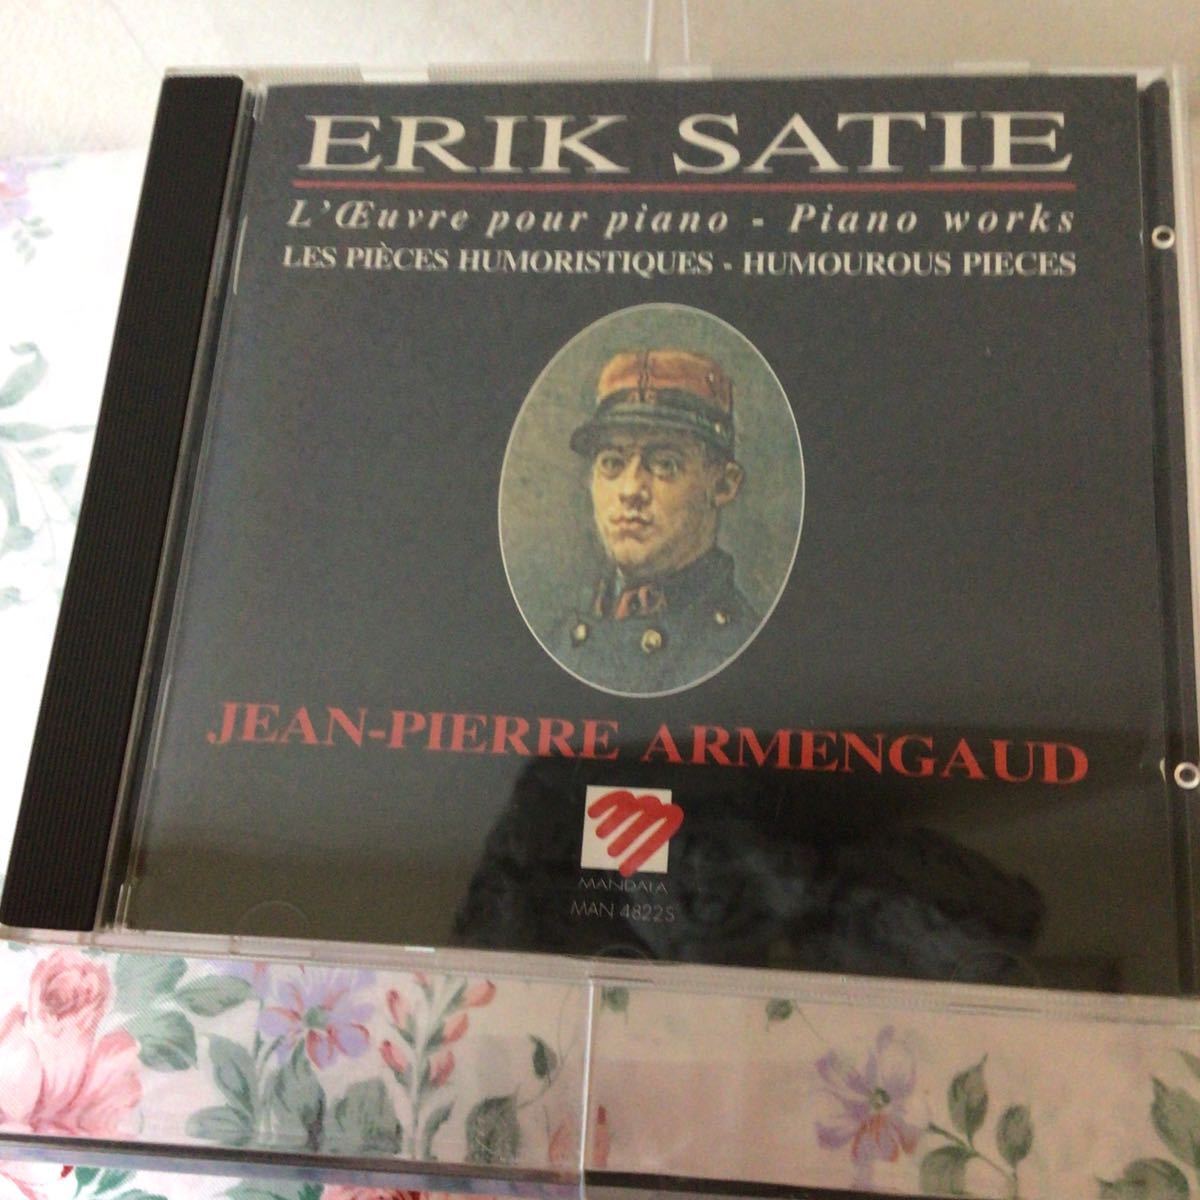 ERIK SATIE
L'Œuvre pour piano - Piano works
LES PIÈCES HUMORISTIQUES - HUMOUROUS PIECES
JEAN-PIERRE ARMENGAUD
MANDALA
MAN 4822S